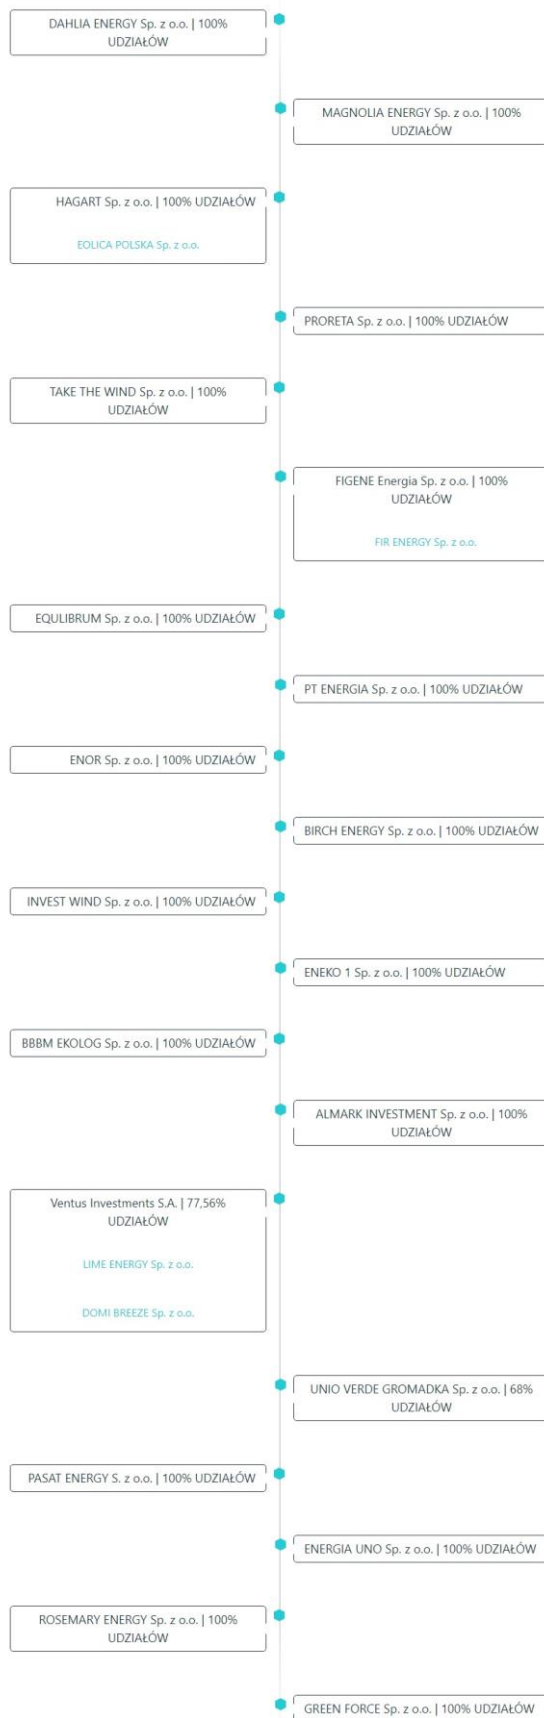 DAHLIA ENERGY Sp. z o.o. | 100%
UDZIAŁÓW
MAGNOLIA ENERGY Sp. z o.o. | 100%
UDZIAŁÓW
HAGART Sp. z o.o. | 100% UDZIAŁÓW
EOLICA POLSKA Sp. z o.o.
PRORETA Sp. z o.o. | 100% UDZIAŁÓW
TAKE THE WIND Sp. z o.o. | 100%
UDZIAŁÓW
FIGENE Energia Sp. z o.o. | 100%
UDZIAŁÓW
FIR ENERGY Sp. z o.o.
EQULIBRUM Sp. z o.o. | 100% UDZIAŁÓW
PT ENERGIA Sp. z o.o. | 100% UDZIAŁÓW
ENOR Sp. z o.o. | 100% UDZIAŁÓW
BIRCH ENERGY Sp. z o.o. | 100% UDZIAŁÓW
INVEST WIND Sp. z o.o. | 100% UDZIAŁÓW
ENEKO 1 Sp. z o.o. | 100% UDZIAŁÓW
BBBM EKOLOG Sp. z o.o. | 100% UDZIAŁÓW
ALMARK INVESTMENT Sp. z o.o. | 100%
UDZIAŁÓW
Ventus Investments S.A. | 77,56%
UDZIAŁÓW
LIME ENERGY Sp. z o.o.
DOMI BREEZE Sp. z o.o.
UNIO VERDE GROMADKA Sp. z o.o. | 68%
UDZIAŁÓW
PASAT ENERGY S. z o.o. | 100% UDZIAŁÓW
ENERGIA UNO Sp. z o.o. | 100% UDZIAŁÓW
ROSEMARY ENERGY Sp. z o.o. | 100%
UDZIAŁÓW
GREEN FORCE Sp. z o.o. | 100% UDZIAŁÓW